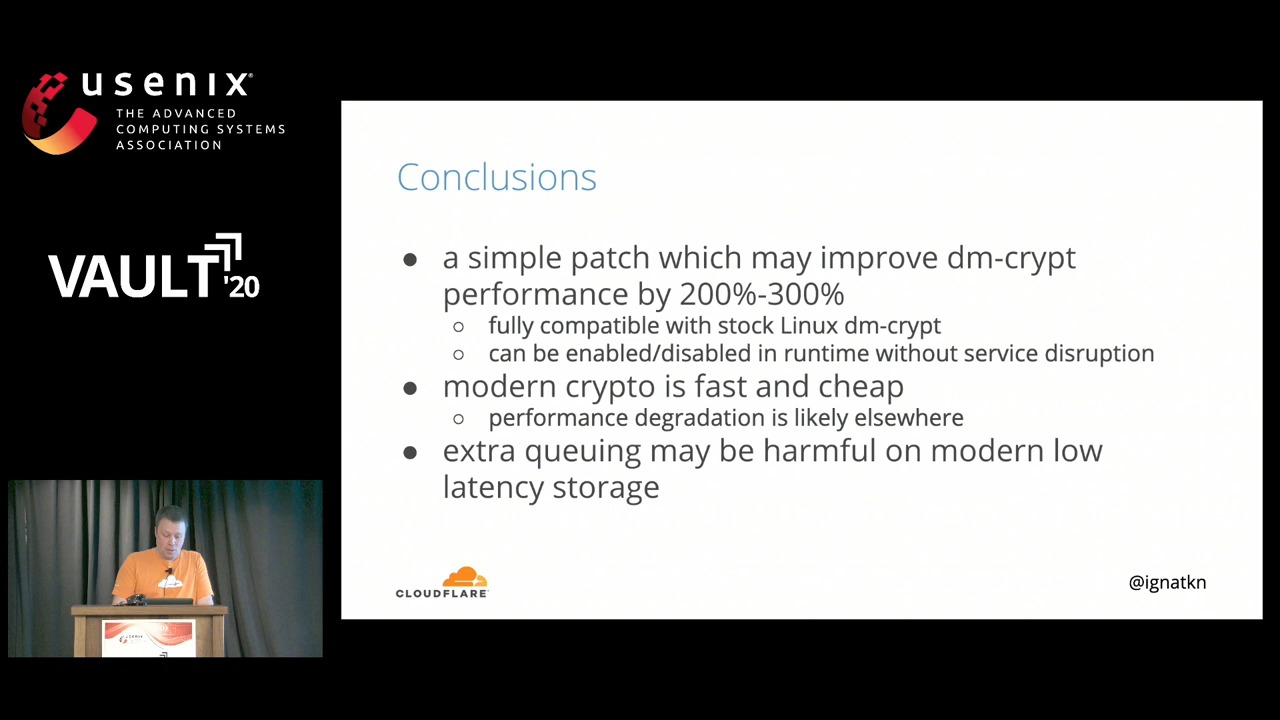 usenix
THE ADVANCED
COMPUTING SYSTEMS
ASSOCIATION
VAULT '20
Conclusions
● a simple patch which may improve dm-crypt
performance by 200%-300%
○ fully compatible with stock Linux dm-crypt
○ can be enabled/disabled in runtime without service disruption
● modern crypto is fast and cheap
○ performance degradation is likely elsewhere
● extra queuing may be harmful on modern low
latency storage
CLOUDFLARE
@ignatkn
usenix